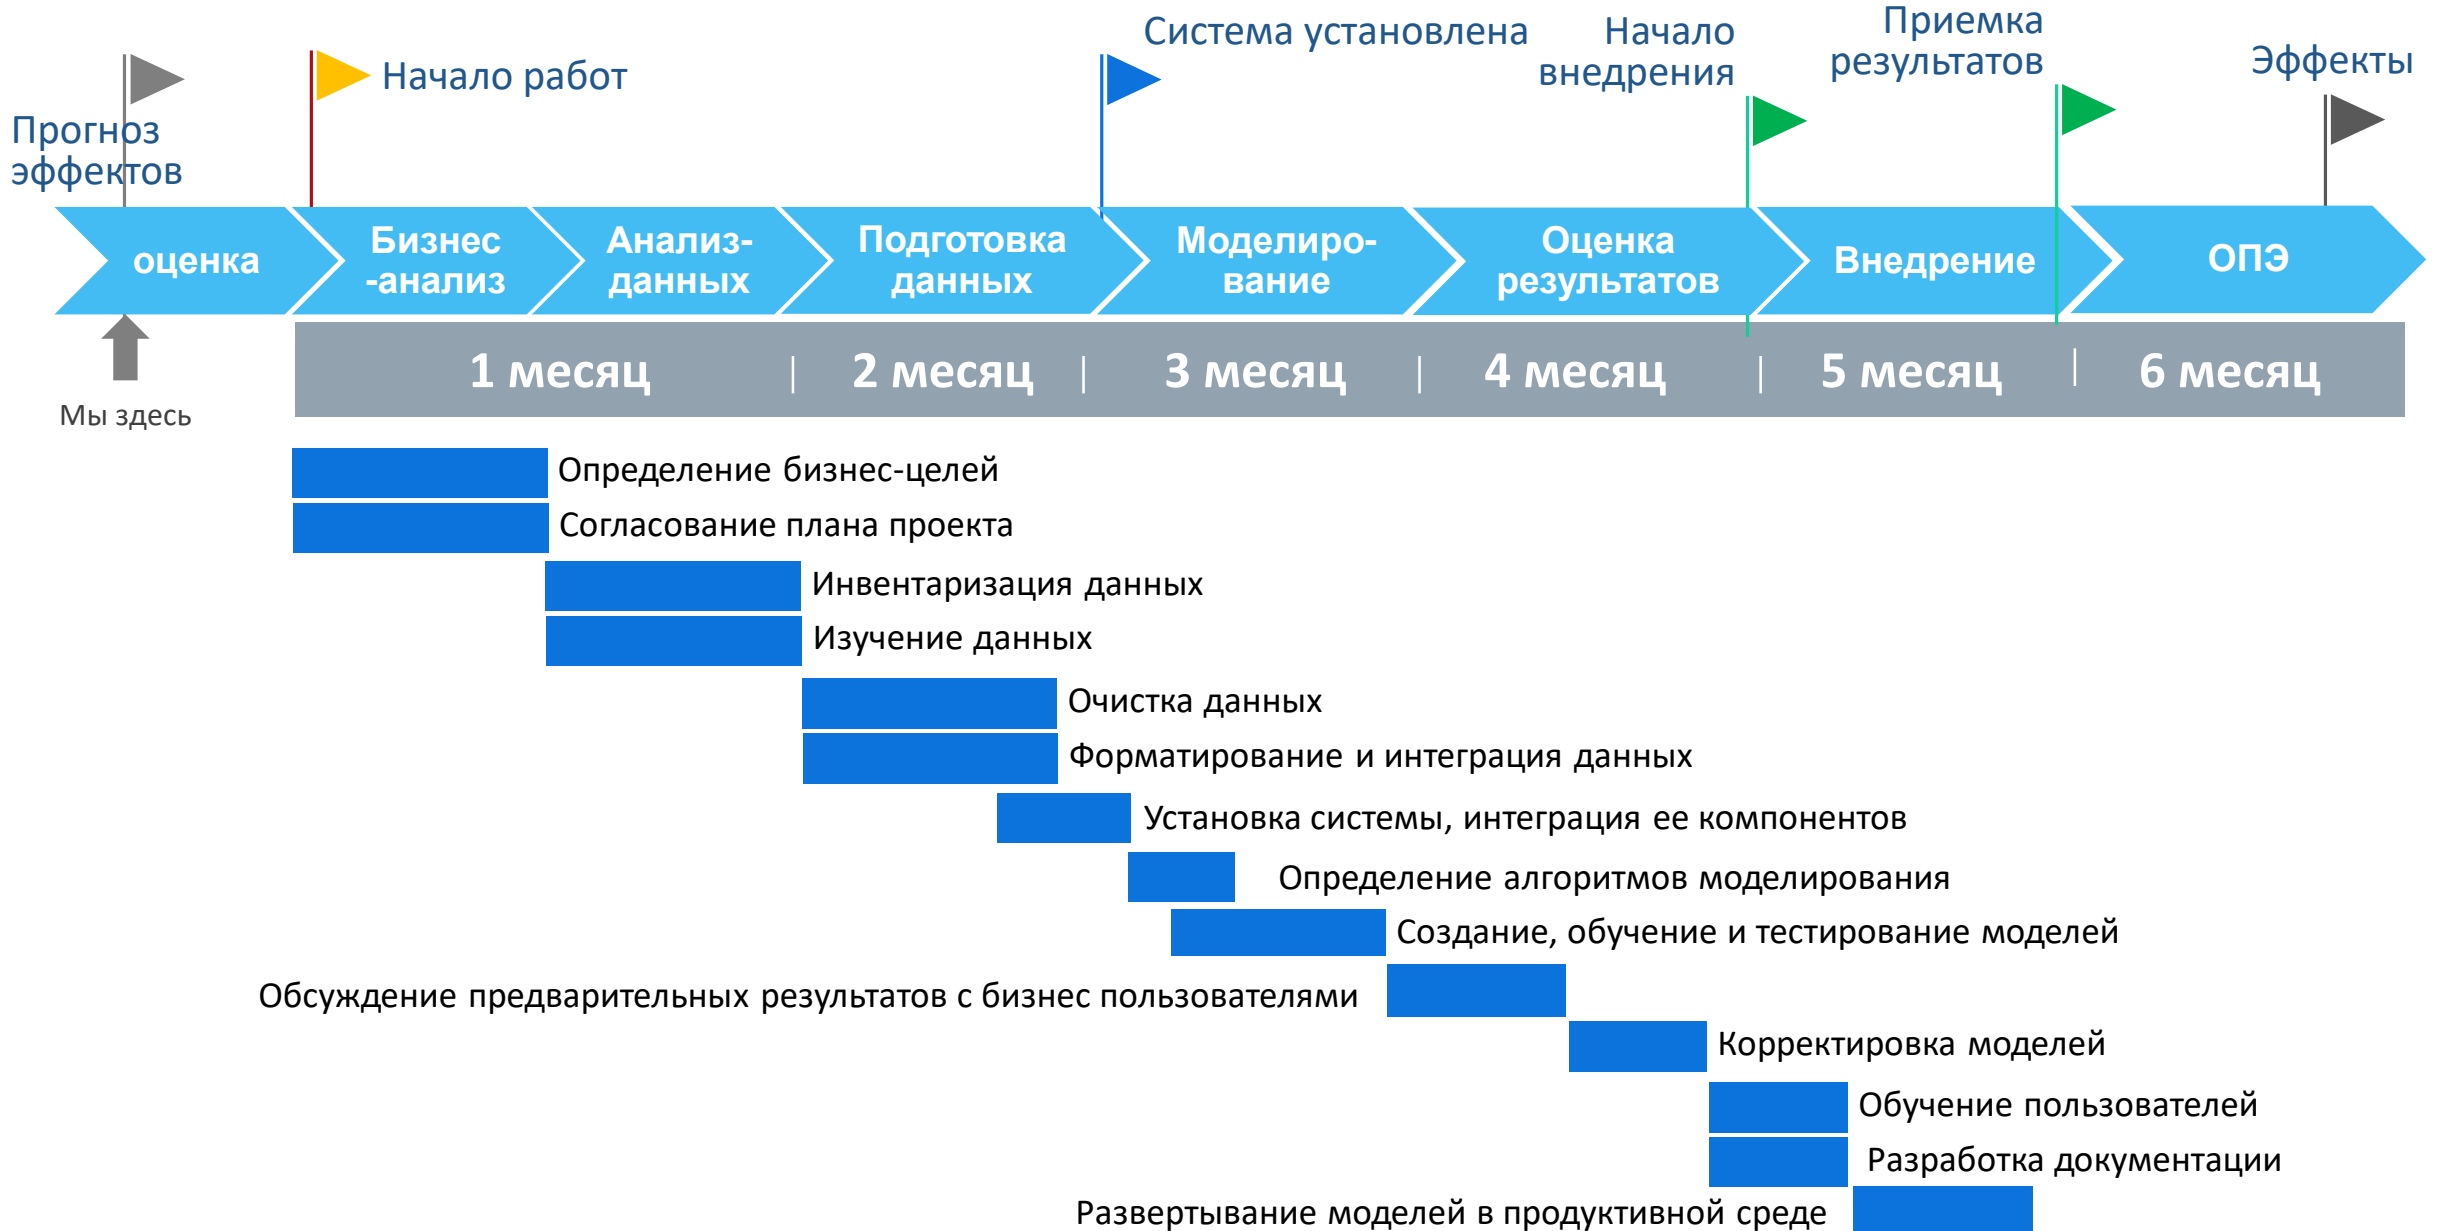 Прогноз
эффектов
Начало работ
Система установлена
Начало
внедрения
Приемка
результатов
Эффекты
оценка
Бизнес
-анализ
Анализ-
данных
Подготовка
данных
Моделиро-
вание
Оценка
результатов
Внедрение
ОПЭ
Мы здесь
1 месяц
2 месяц
3 месяц
4 месяц
5 месяц
6 месяц
Определение бизнес-целей
Согласование плана проекта
Инвентаризация данных
Изучение данных
Очистка данных
Форматирование и интеграция данных
Установка системы, интеграция ее компонентов
Определение алгоритмов моделирования
Создание, обучение и тестирование моделей
Обсуждение предварительных результатов с бизнес пользователями
Корректировка моделей
Обучение пользователей
Разработка документации
Развертывание моделей в продуктивной среде